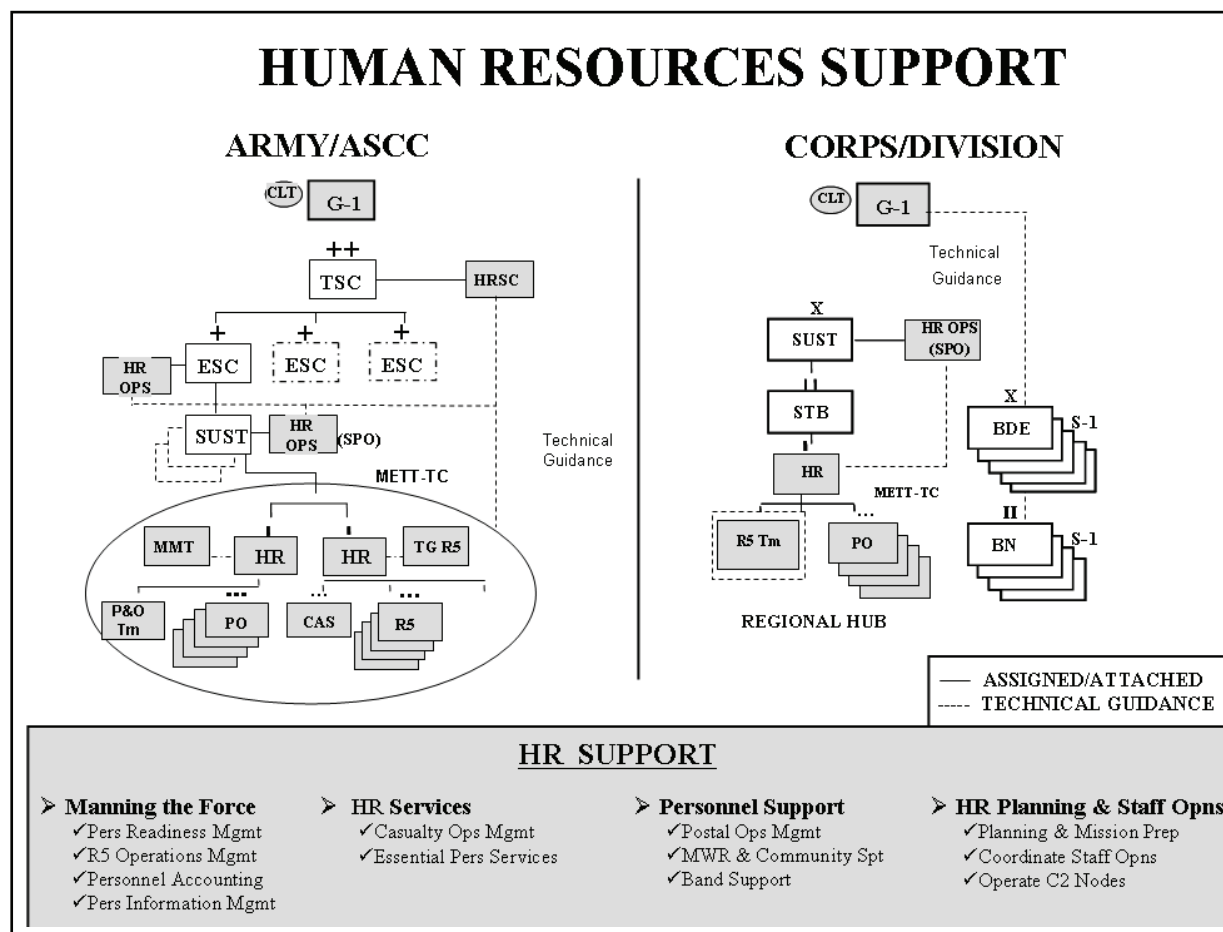 HUMAN RESOURCES SUPPORT
ARMY/ASCC
CLT
G-1
++
TSC
HRSC
+
+
+
HR
OPS
ESC
ESC
ESC
SUST
HR
OPS
(SPO)
Technical
Guidance
METT-TC
MMT
HR
HR
TG R5
P&O
Tm
...
PO
...
CAS
...
R5
CORPS/DIVISION
CLT
G-1
Technical
Guidance
X
SUST
HR OPS
(SPO)
II
STB
I
HR
METT-TC
R5 Tm
...
PO
REGIONAL HUB
X
BDE
S-1
II
BN
S-1
ASSIGNED/ATTACHED
TECHNICAL GUIDANCE
HR SUPPORT
➢ Manning the Force
✓Pers Readiness Mgmt
✓R5 Operations Mgmt
✓Personnel Accounting
✓Pers Information Mgmt
➢ HR Services
✓Casualty Ops Mgmt
✓Essential Pers Services
➢ Personnel Support
✓Postal Ops Mgmt
✓MWR & Community Spt
✓Band Support
➢ HR Planning & Staff Opns
✓Planning & Mission Prep
✓Coordinate Staff Opns
✓Operate C2 Nodes